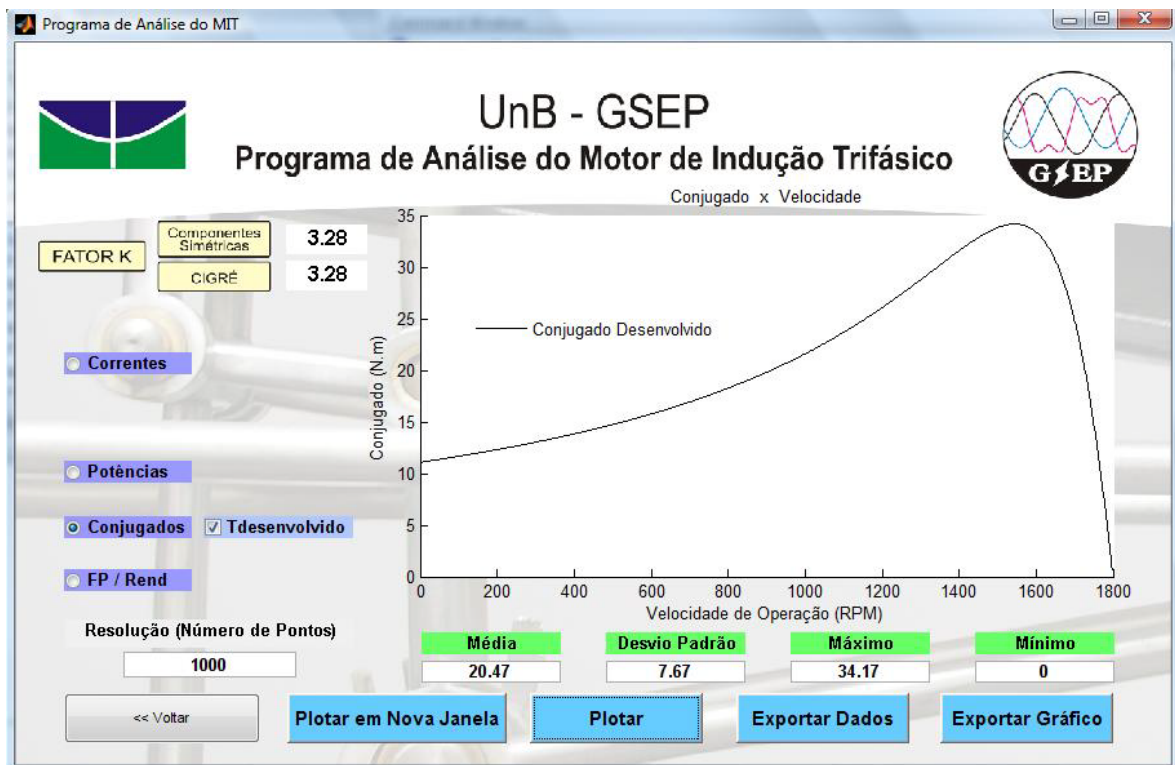 Programa de Análise do MIT
UnB - GSEP
Programa de Análise do Motor de Indução Trifásico
GSEP
FATOR K
Componentes
Simétricas
3.28
CIGRÉ
3.28
Correntes
Potências
Conjugados
Tdesenvolvido
FP / Rend
Conjugado x Velocidade
Conjugado (N.m)
35
30
25
20
15
10
5
0
Conjugado Desenvolvido
0 200 400 600 800 1000 1200 1400 1600 1800
Velocidade de Operação (RPM)
Resolução (Número de Pontos)
1000
Média
20.47
Desvio Padrão
7.67
Máximo
34.17
Mínimo
0
<< Voltar
Plotar em Nova Janela
Plotar
Exportar Dados
Exportar Gráfico